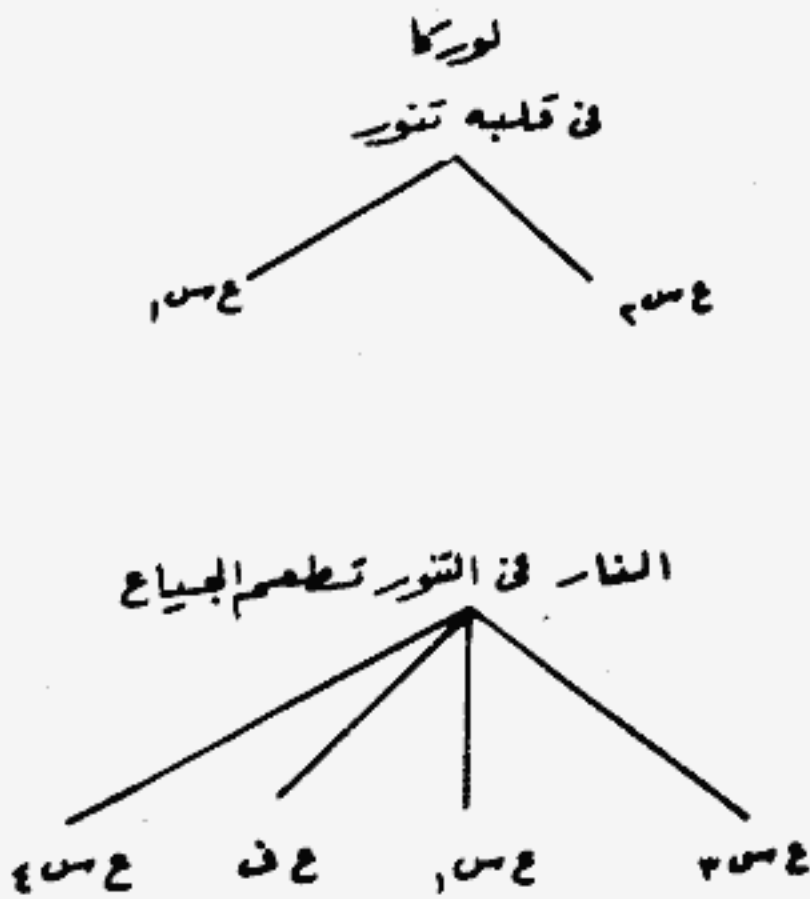 لوركا
في قلبه تنور
ع س٢ ع س١
النار في التنور تطعم الجياع
ع س٣ ع س١ ع ف ع س٤